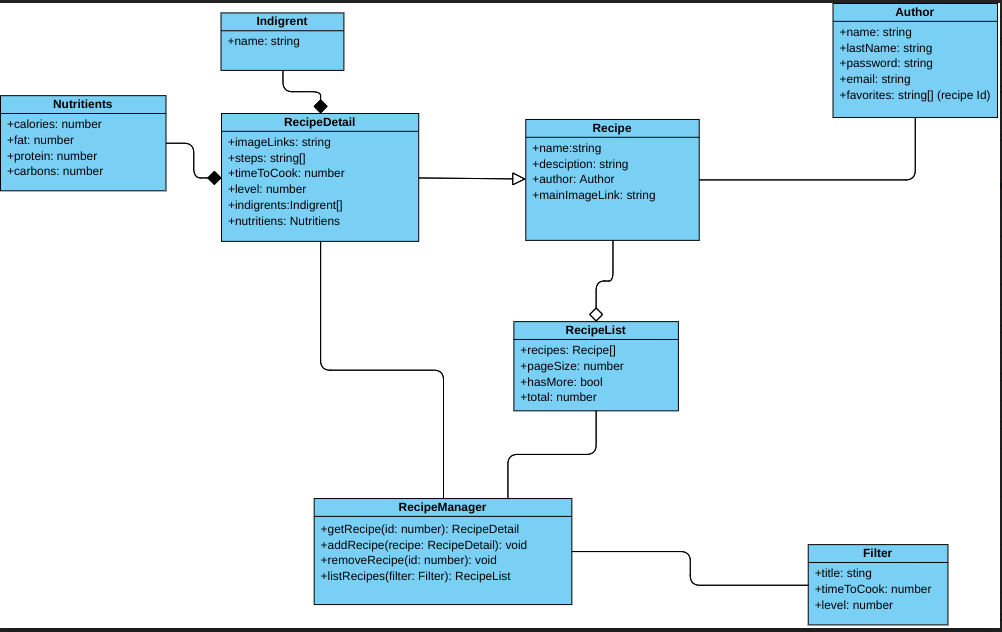 Indigrent
+name: string
Author
+name: string
+lastName: string
+password: string
+email: string
+favorites: string[] (recipe Id)
Nutritients
+calories: number
+fat: number
+protein: number
+carbons: number
RecipeDetail
+imageLinks: string
+steps: string[]
+timeToCook: number
+level: number
+indigrents:Indigrent[]
+nutritiens: Nutritiens
Recipe
+name:string
+desciption: string
+author: Author
+mainImageLink: string
RecipeList
+recipes: Recipe[]
+pageSize: number
+hasMore: bool
+total: number
RecipeManager
+getRecipe(id: number): RecipeDetail
+addRecipe(recipe: RecipeDetail): void
+removeRecipe(id: number): void
+listRecipes(filter: Filter): RecipeList
Filter
+title: sting
+timeToCook: number
+level: number